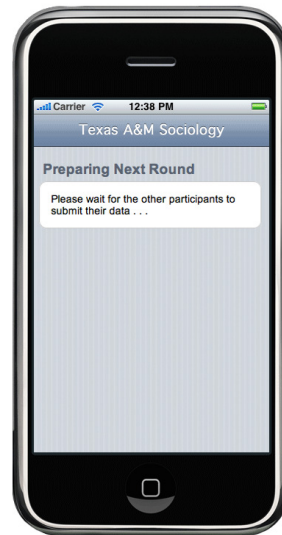 Carrier 12:38 PM
Texas A&M Sociology
Preparing Next Round
Please wait for the other participants to
submit their data . . .